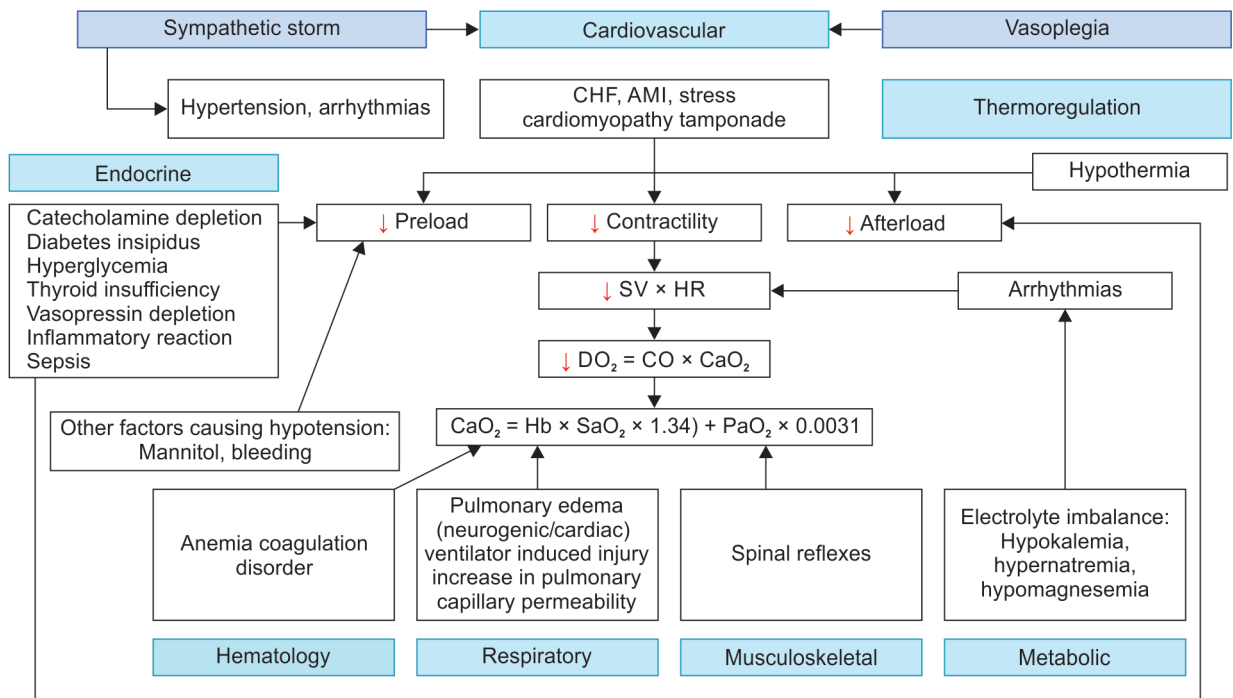 Sympathetic storm
Cardiovascular
Vasoplegia
Hypertension, arrhythmias
CHF, AMI, stress
cardiomyopathy tamponade
Thermoregulation
Endocrine
Hypothermia
Catecholamine depletion
Diabetes insipidus
Hyperglycemia
Thyroid insufficiency
Vasopressin depletion
Inflammatory reaction
Sepsis
↓ Preload
↓ Contractility
↓ Afterload
↓ SV × HR
Arrhythmias
↓ DO₂ = CO × CaO₂
Other factors causing hypotension:
Mannitol, bleeding
CaO₂ = Hb × SaO₂ × 1.34) + PaO₂ × 0.0031
Anemia coagulation
disorder
Pulmonary edema
(neurogenic/cardiac)
ventilator induced injury
increase in pulmonary
capillary permeability
Spinal reflexes
Electrolyte imbalance:
Hypokalemia,
hypernatremia,
hypomagnesemia
Hematology
Respiratory
Musculoskeletal
Metabolic